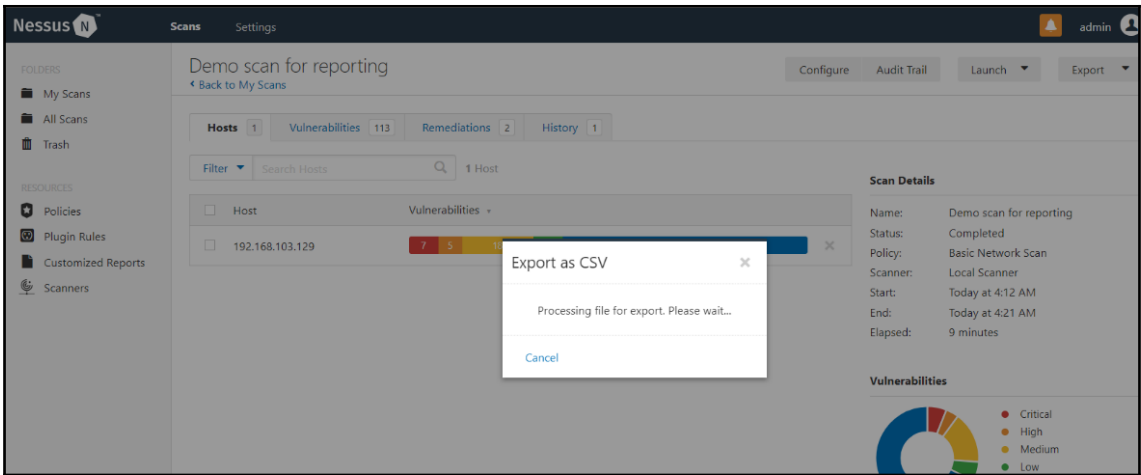 Nessus N
Scans Settings
admin
FOLDERS
My Scans
All Scans
Trash
RESOURCES
Policies
Plugin Rules
Customized Reports
Scanners
Demo scan for reporting
Back to My Scans
Configure Audit Trail Launch Export
Hosts 1 Vulnerabilities 113 Remediations 2 History 1
Filter Search Hosts 1 Host
Host Vulnerabilities
192.168.103.129 7 5
Export as CSV
Processing file for export. Please wait...
Cancel
Scan Details
Name: Demo scan for reporting
Status: Completed
Policy: Basic Network Scan
Scanner: Local Scanner
Start: Today at 4:12 AM
End: Today at 4:21 AM
Elapsed: 9 minutes
Vulnerabilities
Critical
High
Medium
Low